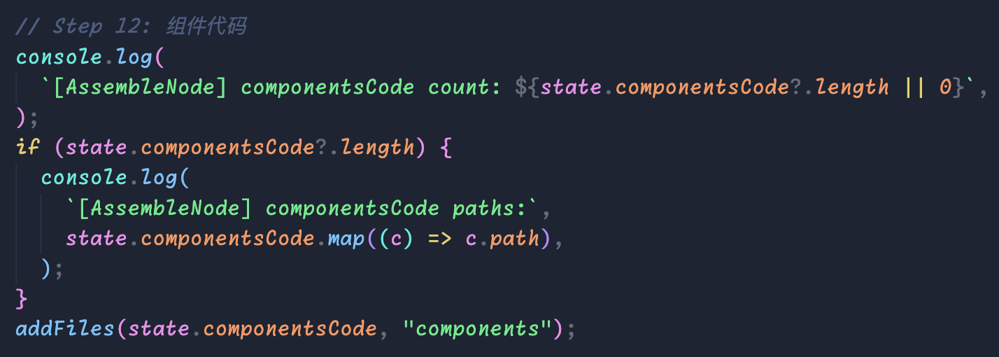 // Step 12: 组件代码
console.log(
  `[AssembleNode] componentsCode count: ${state.componentsCode?.length || 0}`,
);
if (state.componentsCode?.length) {
  console.log(
    `[AssembleNode] componentsCode paths:`,
    state.componentsCode.map((c) => c.path),
  );
}
addFiles(state.componentsCode, "components");